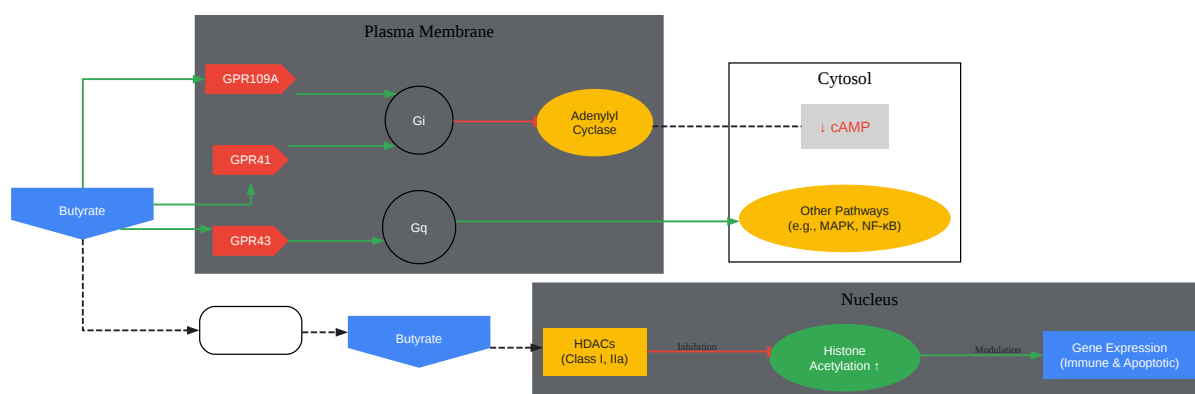 Plasma Membrane
GPR109A
GPR41
GPR43
Gi
Gq
Adenylyl
Cyclase
Cytosol
↓ cAMP
Other Pathways
(e.g., MAPK, NF-κB)
Butyrate
Butyrate
Nucleus
HDACs
(Class I, IIa)
Inhibition
Histone
Acetylation ↑
Modulation
Gene Expression
(Immune & Apoptotic)